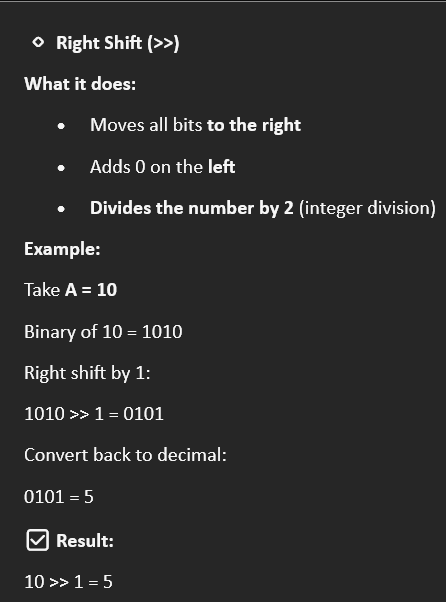 ⋄ Right Shift (>>)
What it does:
• Moves all bits to the right
• Adds 0 on the left
• Divides the number by 2 (integer division)
Example:
Take A = 10
Binary of 10 = 1010
Right shift by 1:
1010 >> 1 = 0101
Convert back to decimal:
0101 = 5
☑ Result:
10 >> 1 = 5